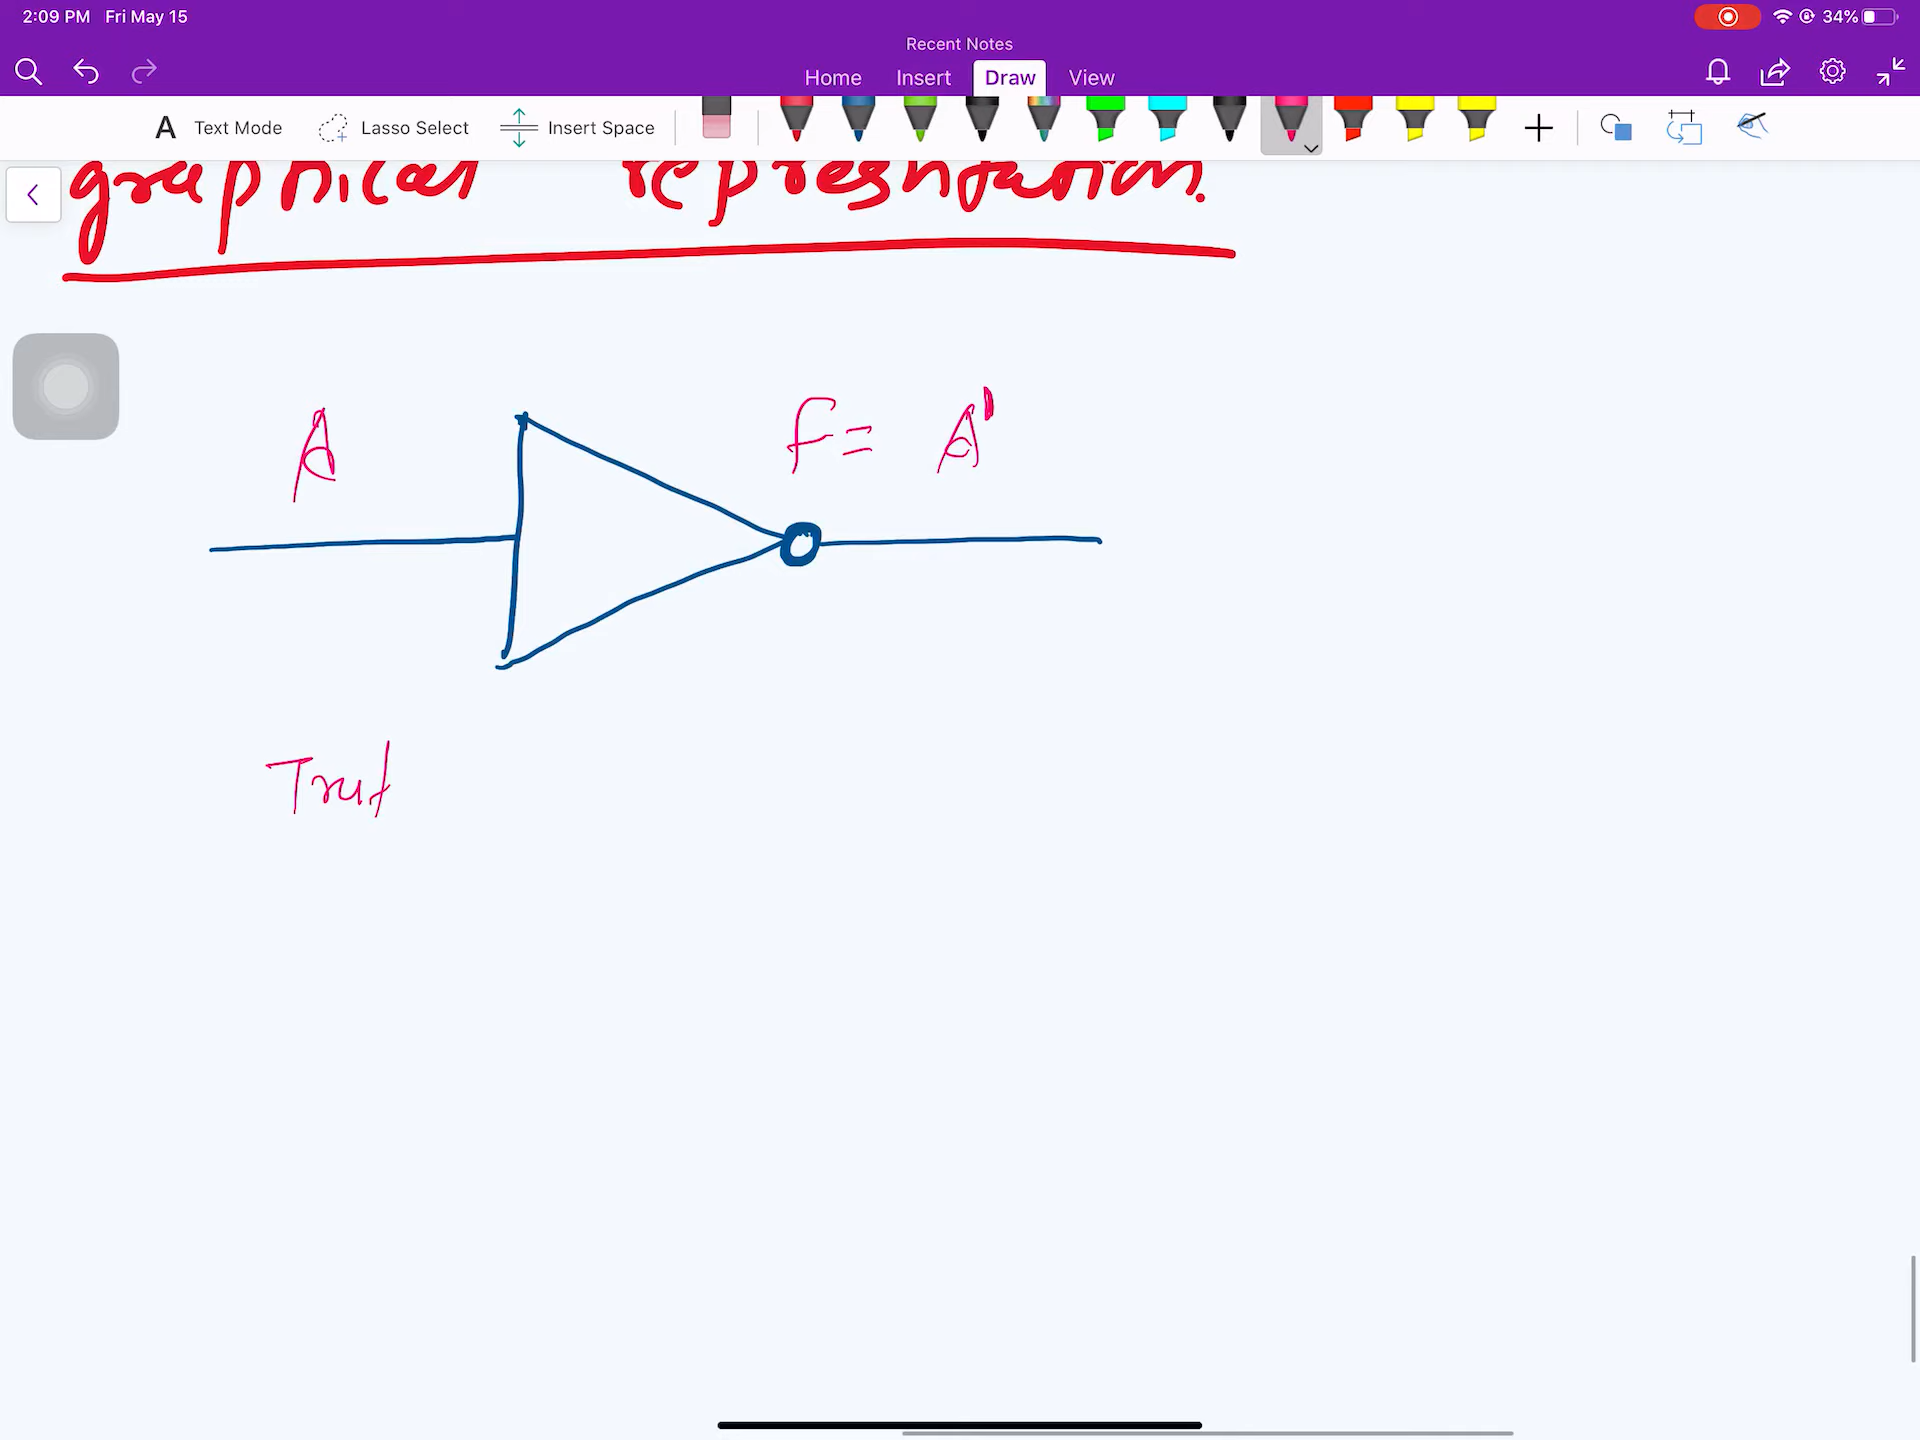 2:09 PM Fri May 15
34%
Recent Notes
Home Insert Draw View
A Text Mode Lasso Select Insert Space
graphical represntation.
A
f = A'
Trut